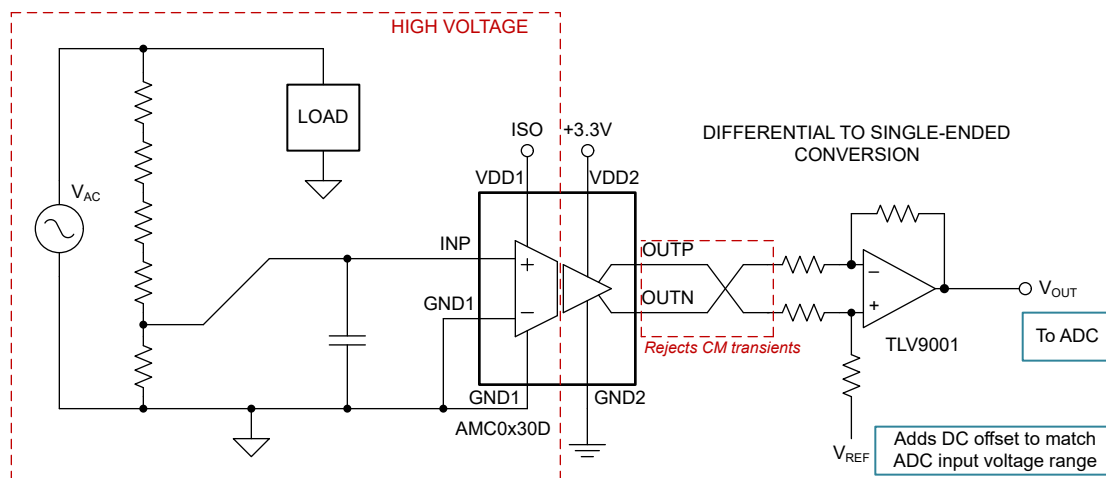 HIGH VOLTAGE
LOAD
ISO
+3.3V
DIFFERENTIAL TO SINGLE-ENDED
CONVERSION
VDD1
VDD2
VAC
INP
OUTP
+
−
GND1
−
OUTN
+
VOUT
Rejects CM transients
TLV9001
To ADC
GND1
GND2
AMC0x30D
VREF
Adds DC offset to match
ADC input voltage range